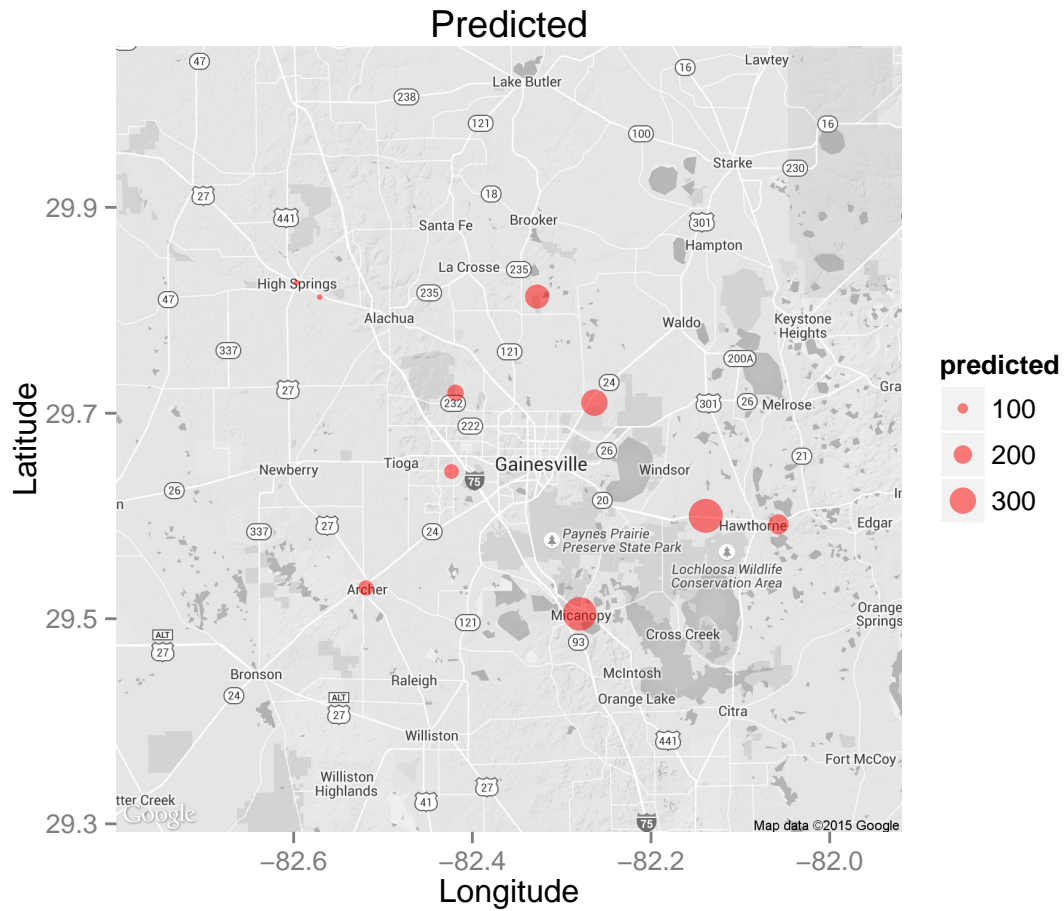 Predicted
47
16
Lawtey
Lake Butler
238
121
100
16
Starke
230
27
18
441
Santa Fe
Brooker
301
Hampton
La Crosse
235
High Springs
235
47
Alachua
Waldo
Keystone
Heights
337
121
200A
27
24
Gra
232
301
26
Melrose
222
26
21
Newberry
Tioga
Gainesville
Windsor
75
26
n
20
In
27
337
24
Hawthorne
Edgar
Paynes Prairie
Preserve State Park
Lochloosa Wildlife
Conservation Area
Archer
Micanopy
Orange
Springs
121
93
Cross Creek
ALT
27
Bronson
Raleigh
McIntosh
24
ALT
27
Orange Lake
Citra
Williston
441
Fort McCoy
Williston
Highlands
27
tter Creek
41
75
Google
Map data ©2015 Google
29.9
29.7
29.5
29.3
Latitude
−82.6
−82.4
−82.2
−82.0
Longitude
predicted
100
200
300